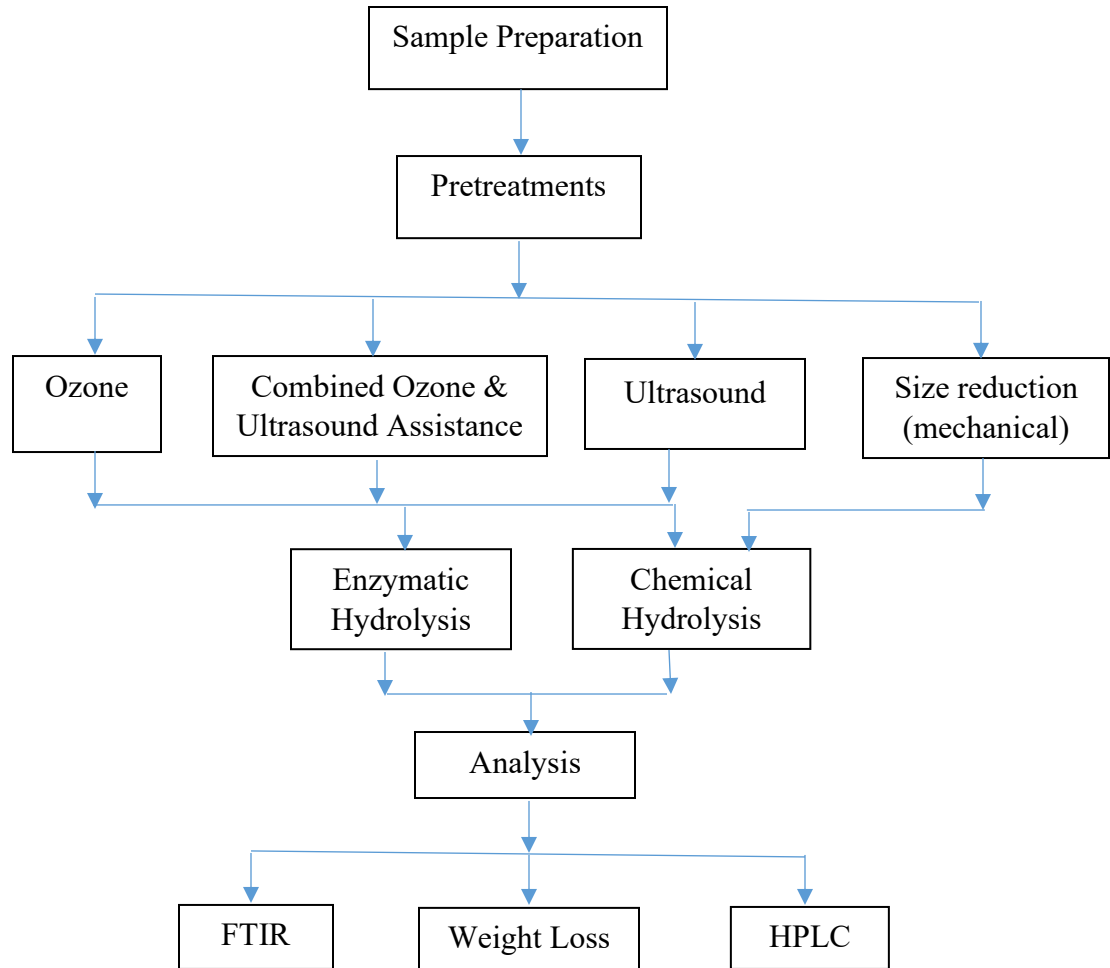 Sample Preparation
Pretreatments
Ozone
Combined Ozone &
Ultrasound Assistance
Ultrasound
Size reduction
(mechanical)
Enzymatic
Hydrolysis
Chemical
Hydrolysis
Analysis
FTIR
Weight Loss
HPLC